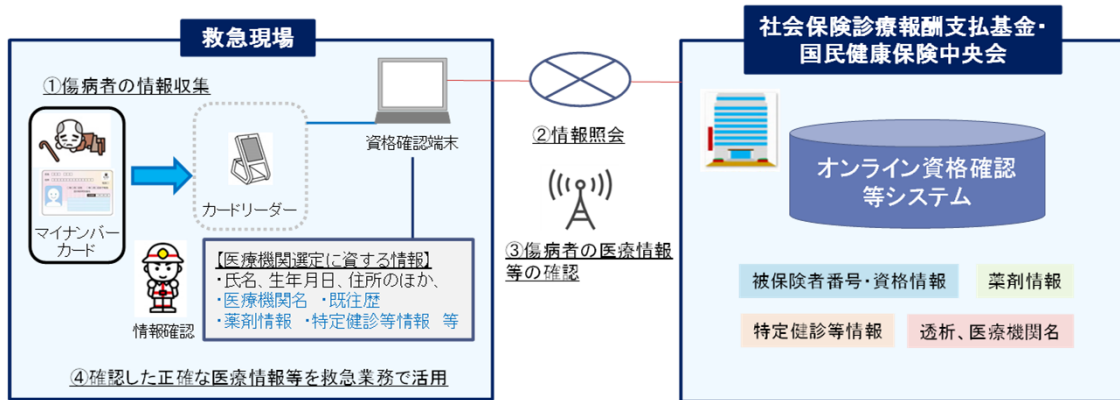 救急現場
①傷病者の情報収集
マイナンバー
カード
カードリーダー
資格確認端末
情報確認
【医療機関選定に資する情報】
・氏名、生年月日、住所のほか、
・医療機関名 ・既往歴
・薬剤情報 ・特定健診等情報 等
④確認した正確な医療情報等を救急業務で活用
②情報照会
③傷病者の医療情報
等の確認
社会保険診療報酬支払基金・
国民健康保険中央会
オンライン資格確認
等システム
被保険者番号・資格情報
薬剤情報
特定健診等情報
透析、医療機関名